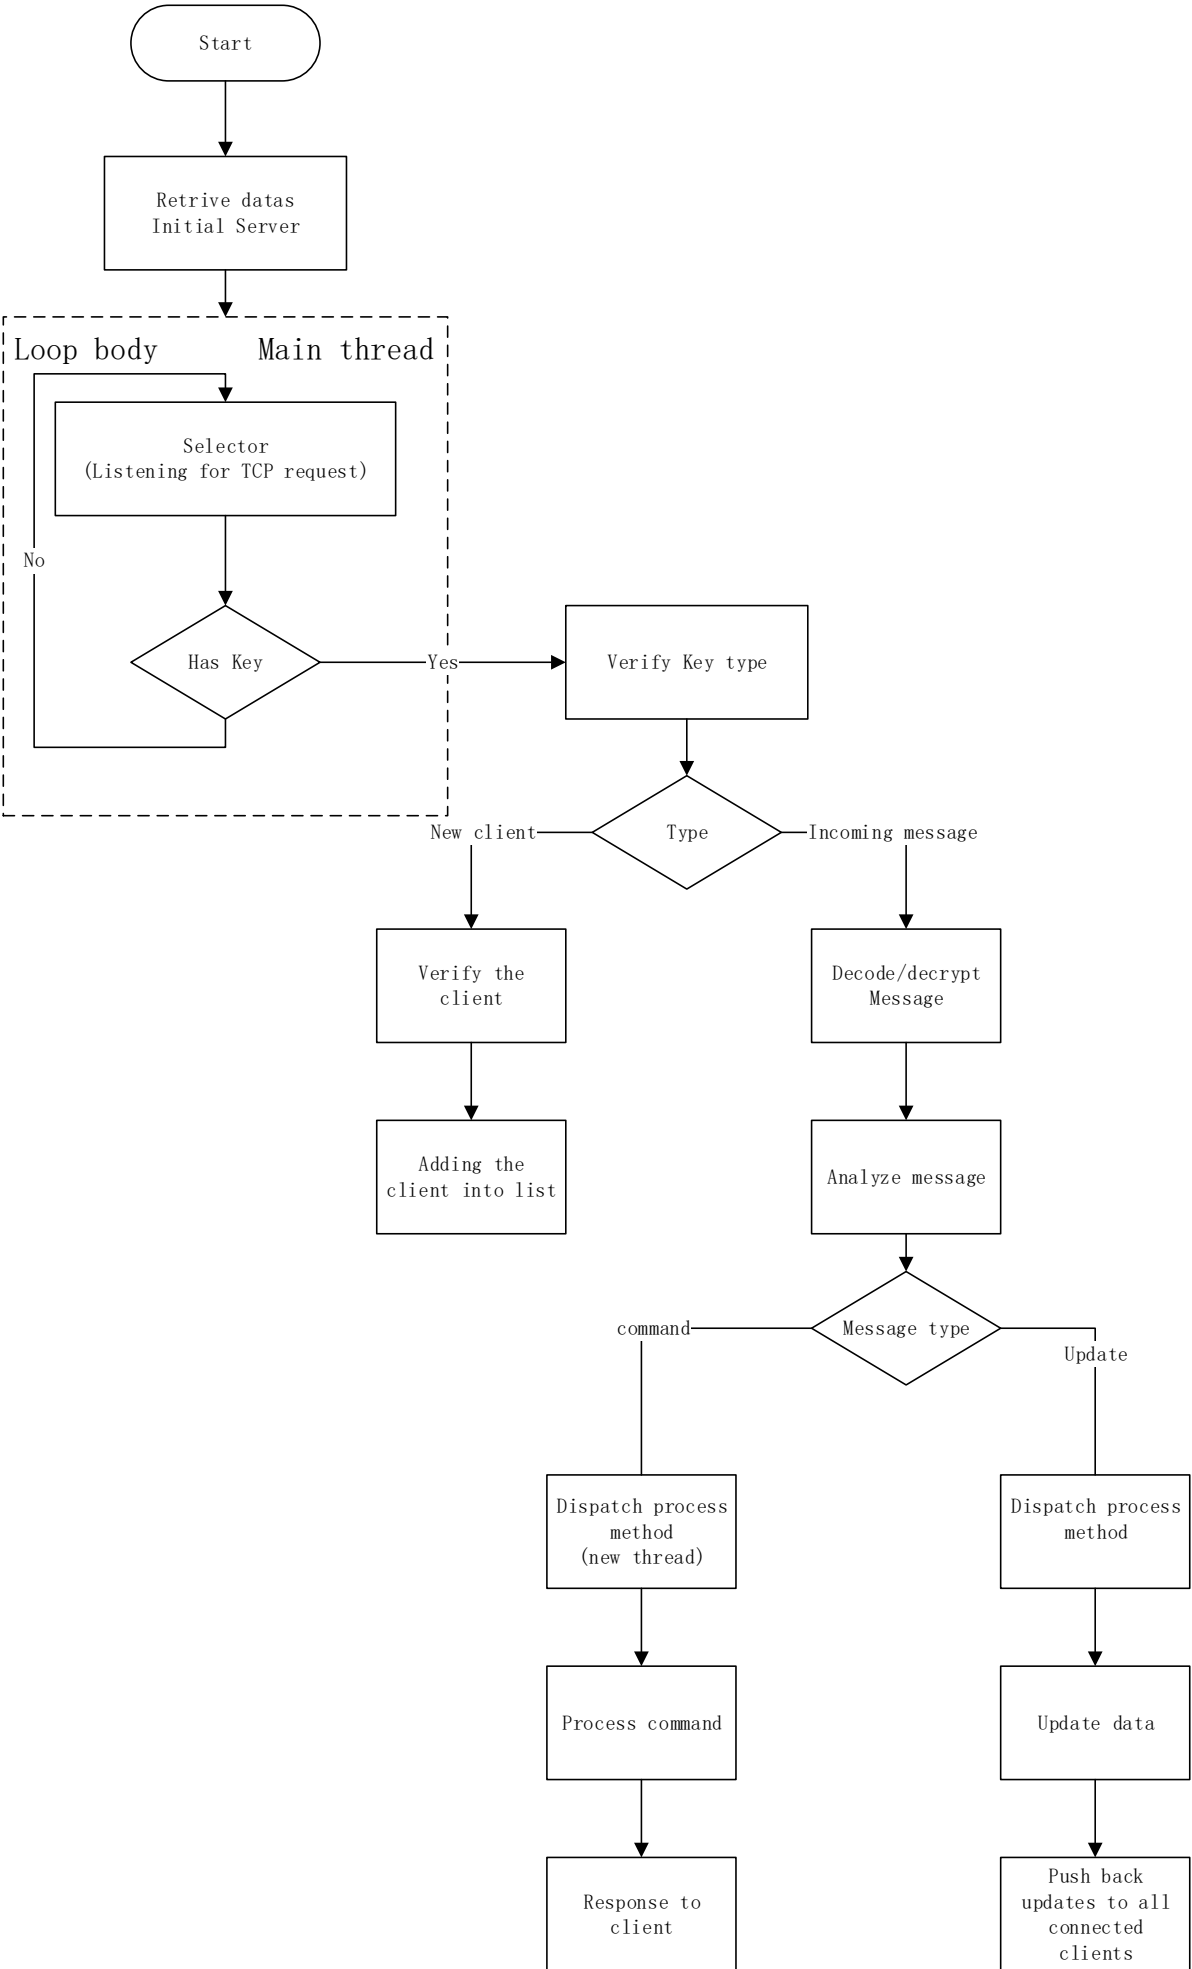 Start
Retrive datas
Initial Server
Loop body
Main thread
Selector
(Listening for TCP request)
No
Has Key
Yes
Verify Key type
New client
Type
Incoming message
Verify the
client
Decode/decrypt
Message
Adding the
client into list
Analyze message
command
Message type
Update
Dispatch process
method
(new thread)
Dispatch process
method
Process command
Update data
Response to
client
Push back
updates to all
connected
clients